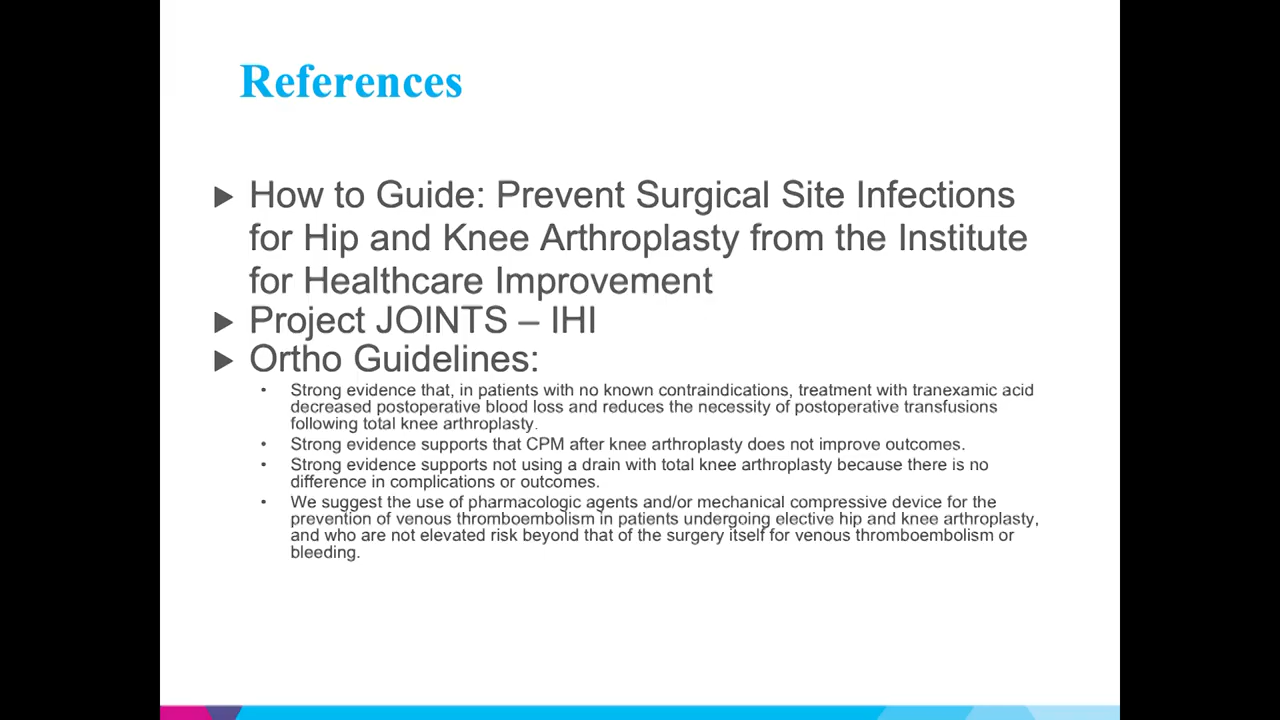 References
▶ How to Guide: Prevent Surgical Site Infections
for Hip and Knee Arthroplasty from the Institute
for Healthcare Improvement
▶ Project JOINTS – IHI
▶ Ortho Guidelines:
• Strong evidence that, in patients with no known contraindications, treatment with tranexamic acid
decreased postoperative blood loss and reduces the necessity of postoperative transfusions
following total knee arthroplasty.
• Strong evidence supports that CPM after knee arthroplasty does not improve outcomes.
• Strong evidence supports not using a drain with total knee arthroplasty because there is no
difference in complications or outcomes.
• We suggest the use of pharmacologic agents and/or mechanical compressive device for the
prevention of venous thromboembolism in patients undergoing elective hip and knee arthroplasty,
and who are not elevated risk beyond that of the surgery itself for venous thromboembolism or
bleeding.